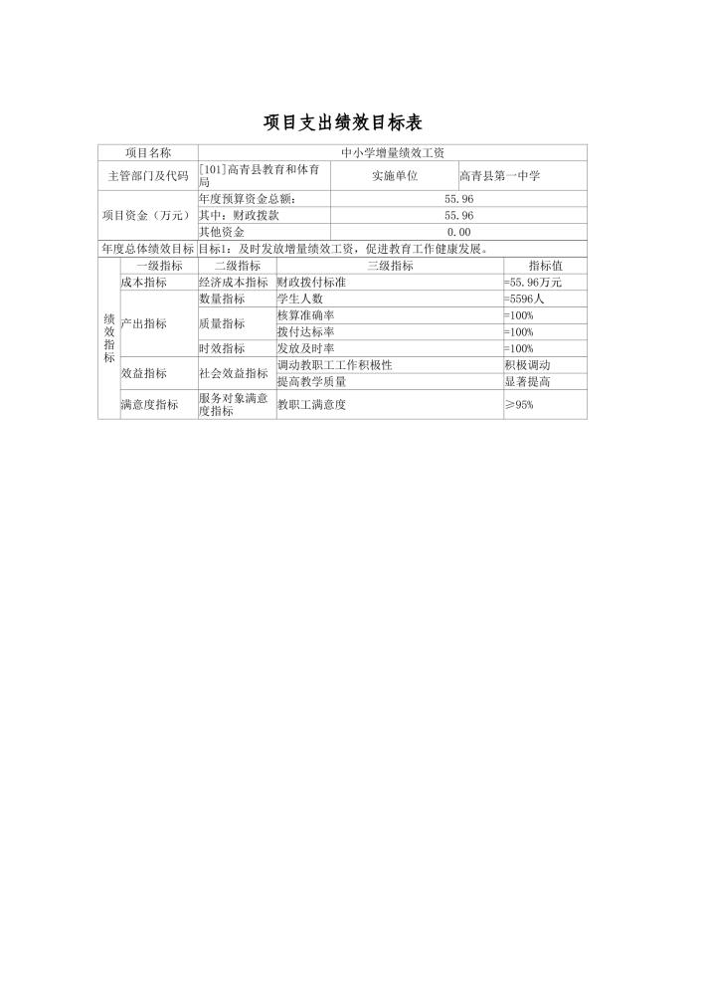 项目支出绩效目标表
项目名称 中小学增量绩效工资
主管部门及代码 [101]高青县教育和体育局 实施单位 高青县第一中学
项目资金（万元） 年度预算资金总额： 55.96
其中：财政拨款 55.96
其他资金 0.00
年度总体绩效目标 目标1：及时发放增量绩效工资，促进教育工作健康发展。
绩效指标 一级指标 二级指标 三级指标 指标值
成本指标 经济成本指标 财政拨付标准 =55.96万元
产出指标 数量指标 学生人数 =5596人
质量指标 核算准确率 =100%
拨付达标率 =100%
时效指标 发放及时率 =100%
效益指标 社会效益指标 调动教职工工作积极性 积极调动
提高教学质量 显著提高
满意度指标 服务对象满意度指标 教职工满意度 ≥95%